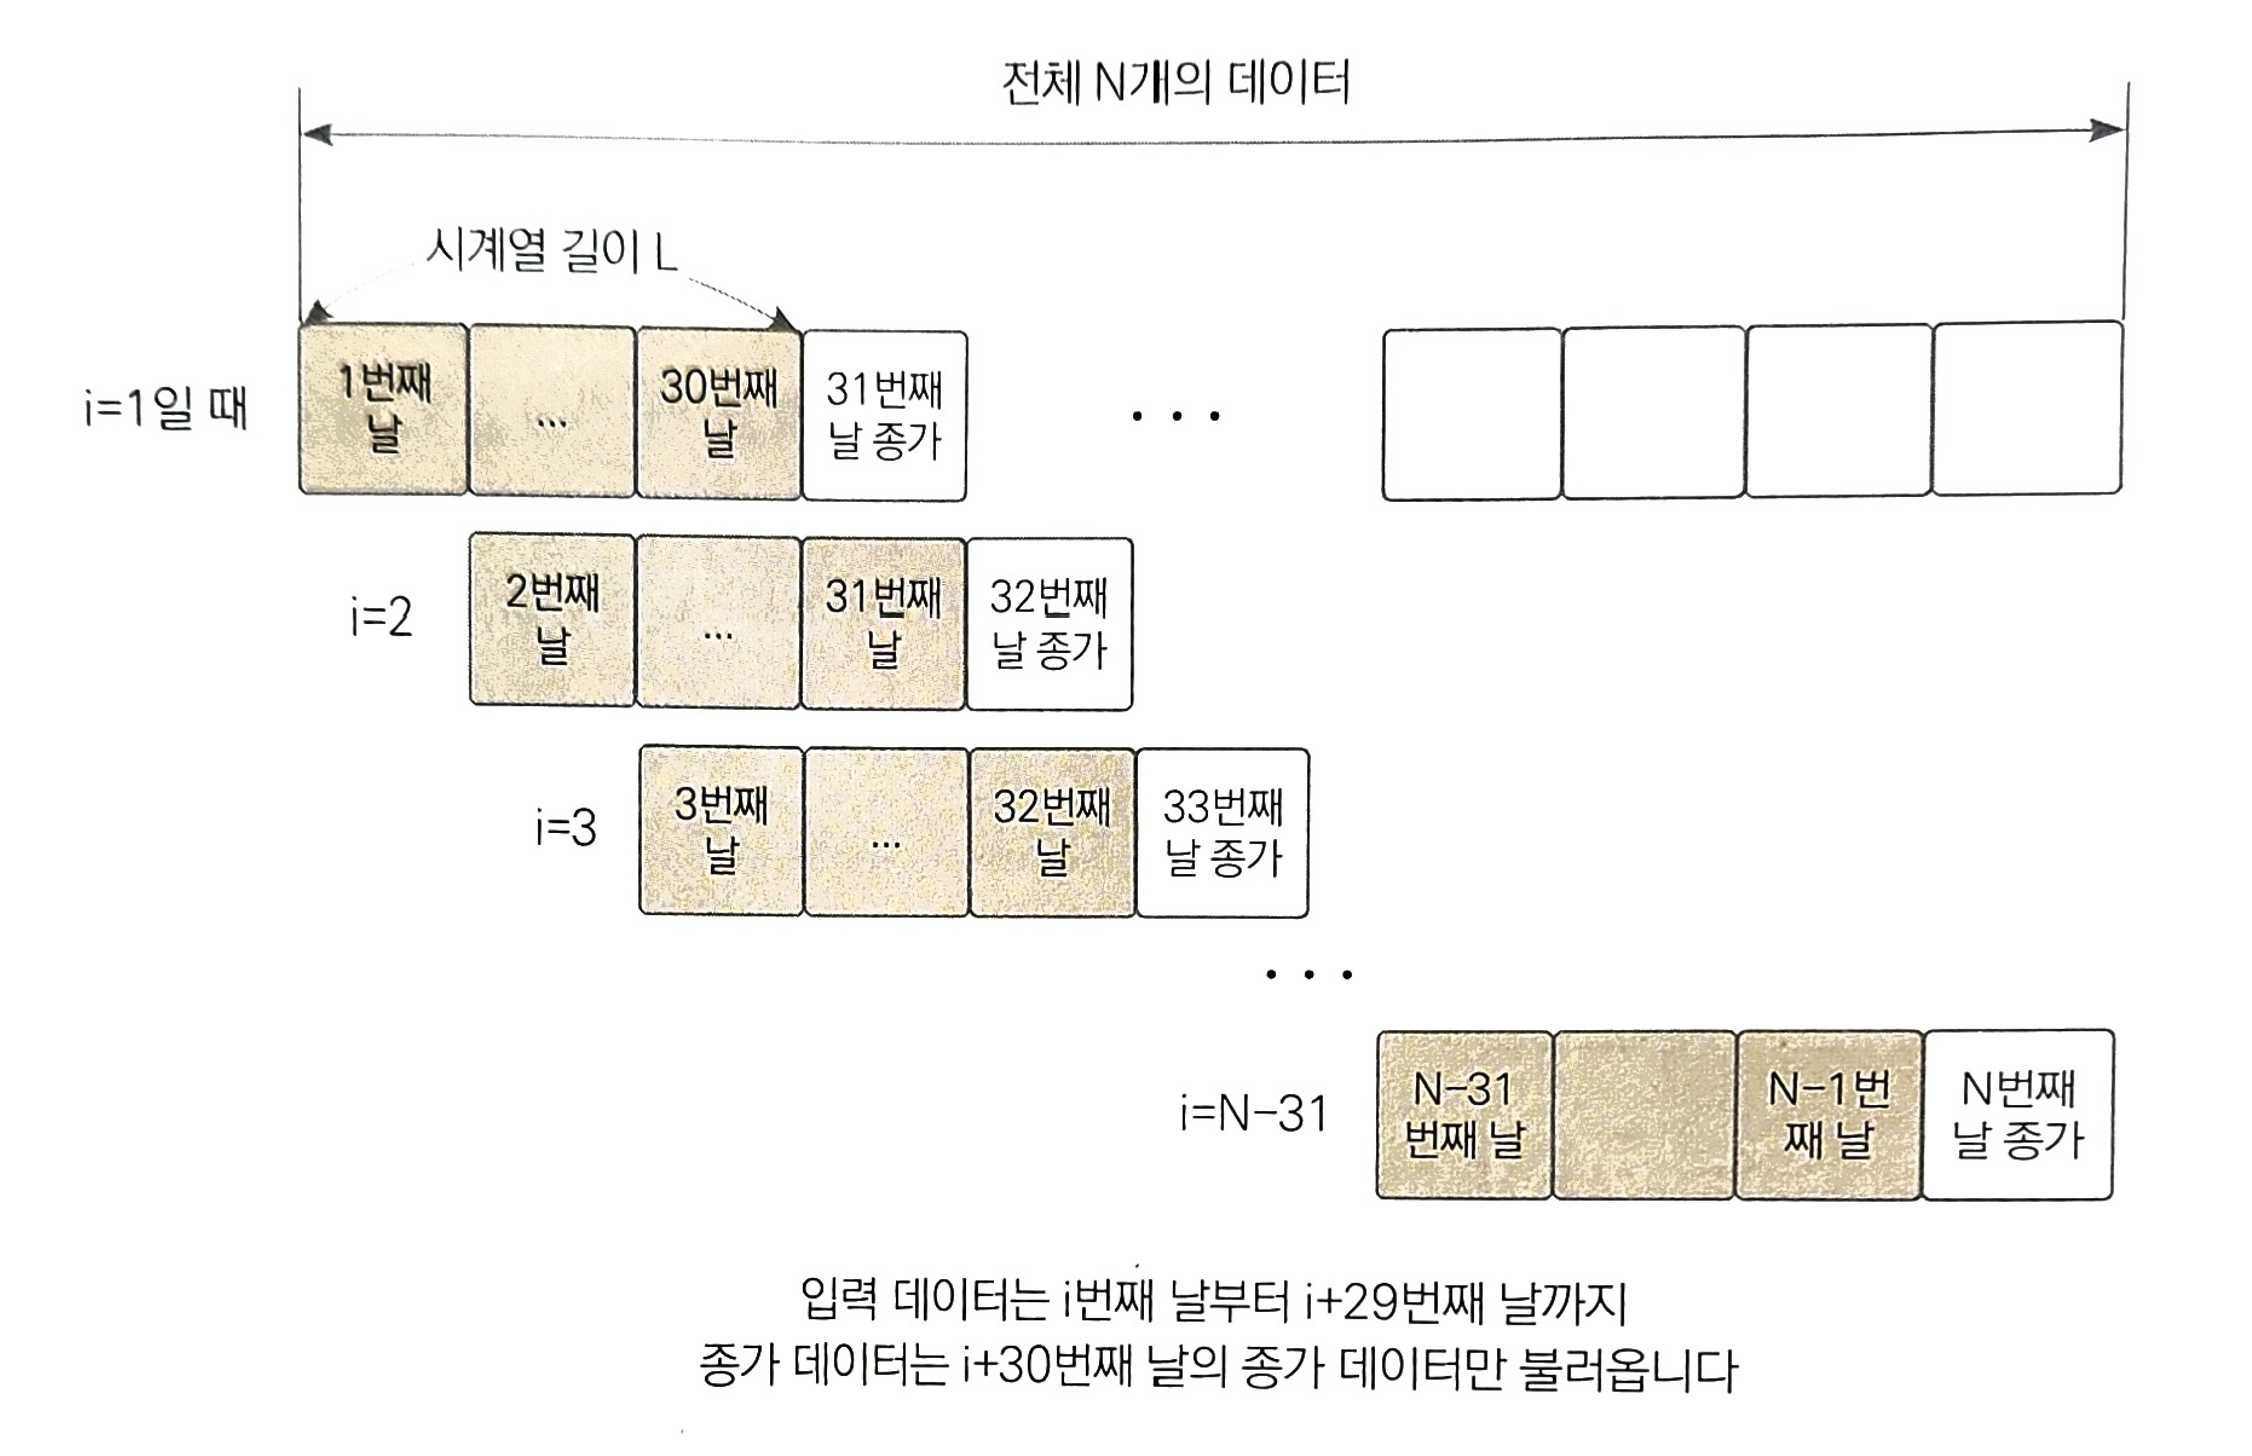 전체 N개의 데이터
시계열 길이 L
i=1일 때
1번째
날
...
30번째
날
31번째
날 종가
...
i=2
2번째
날
...
31번째
날
32번째
날 종가
i=3
3번째
날
...
32번째
날
33번째
날 종가
...
i=N-31
N-31
번째 날
N-1번
째 날
N번째
날 종가
입력 데이터는 i번째 날부터 i+29번째 날까지
종가 데이터는 i+30번째 날의 종가 데이터만 불러옵니다